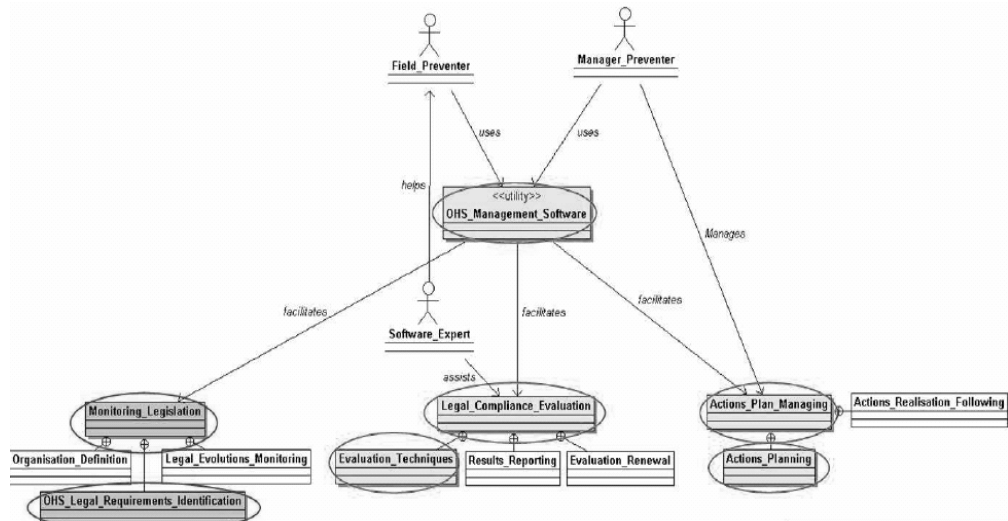 Field_Preventer
Manager_Preventer
uses
uses
helps
<<utility>>
OHS_Management_Software
Manages
facilitates
facilitates
facilitates
Software_Expert
assists
Monitoring_Legislation
Legal_Compliance_Evaluation
Actions_Plan_Managing
Actions_Realisation_Following
Organisation_Definition
Legal_Evolutions_Monitoring
Evaluation_Techniques
Results_Reporting
Evaluation_Renewal
Actions_Planning
OHS_Legal_Requirements_Identification